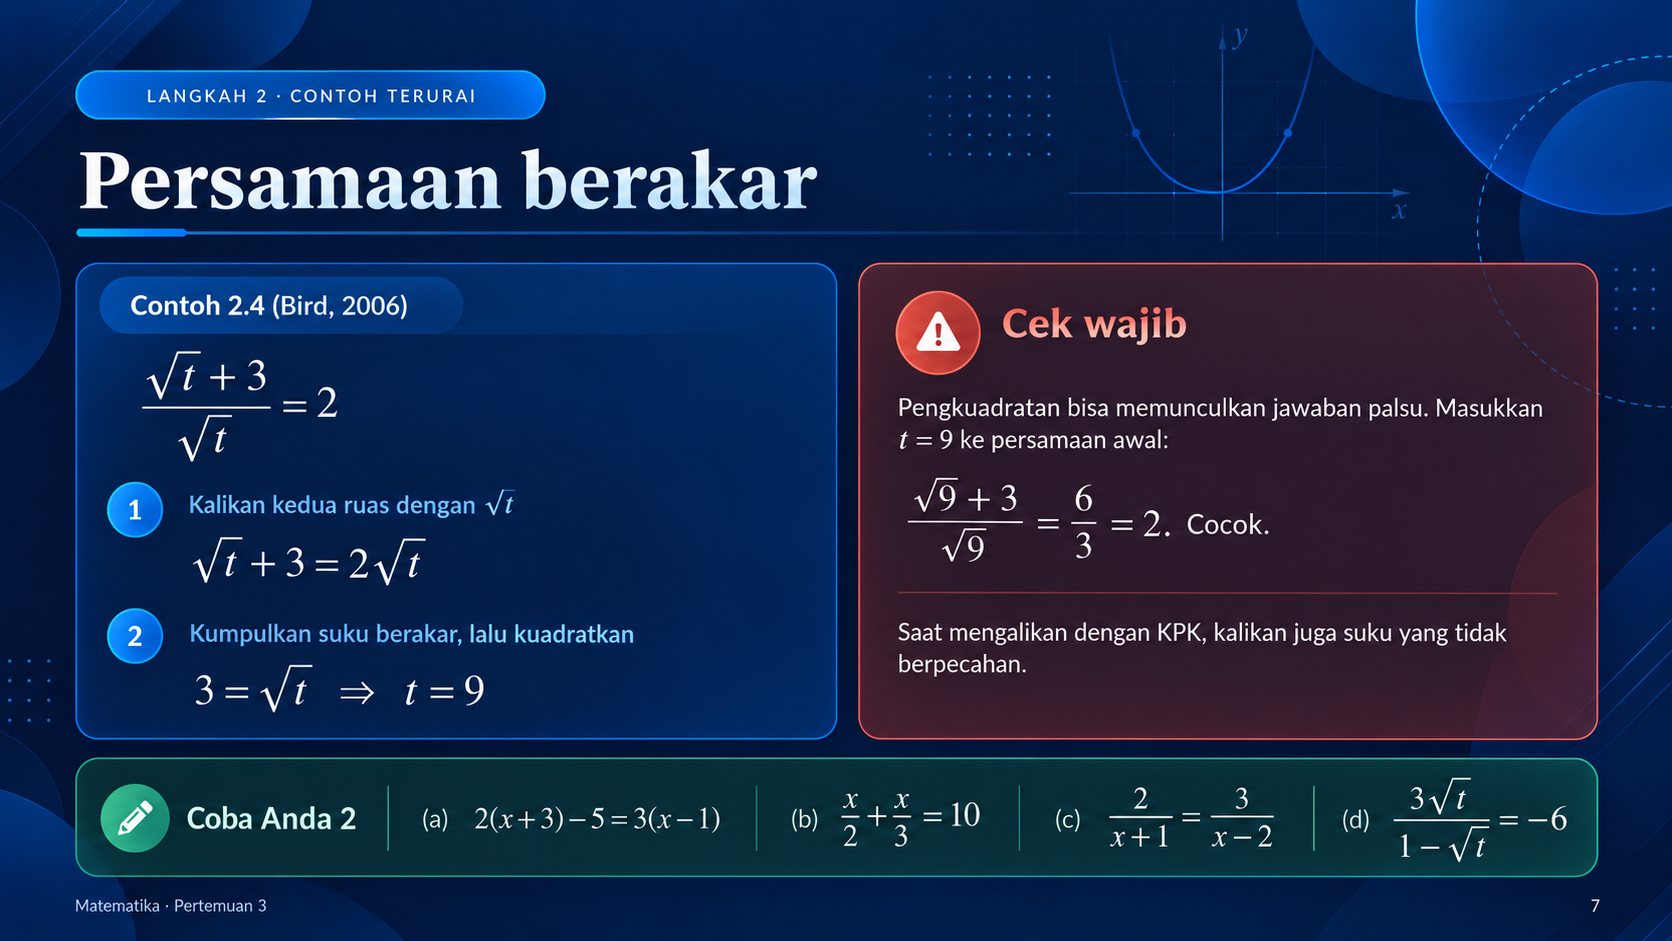 LANGKAH 2 · CONTOH TERURAI
Persamaan berakar
Contoh 2.4 (Bird, 2006)
(√t + 3)/√t = 2
1 Kalikan kedua ruas dengan √t
√t + 3 = 2√t
2 Kumpulkan suku berakar, lalu kuadratkan
3 = √t ⇒ t = 9
Cek wajib
Pengkuadratan bisa memunculkan jawaban palsu. Masukkan
t = 9 ke persamaan awal:
(√9 + 3)/√9 = 6/3 = 2. Cocok.
Saat mengalikan dengan KPK, kalikan juga suku yang tidak
berpecahan.
Coba Anda 2
(a) 2(x+3)−5=3(x−1)
(b) x/2 + x/3 = 10
(c) 2/(x+1) = 3/(x−2)
(d) 3√t/(1 − √t) = −6
y
x
Matematika · Pertemuan 3
7